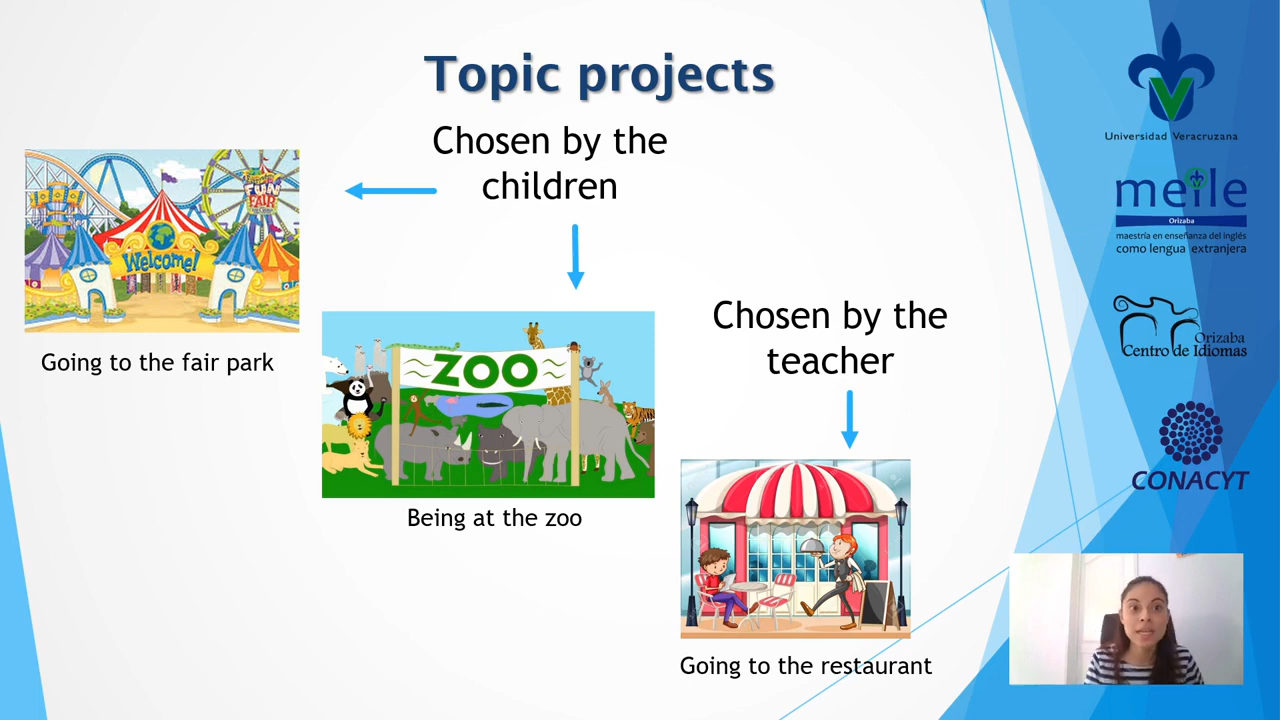 Topic projects
Chosen by the
children
FUN
FAIR
Welcome!
Going to the fair park
ZOO
Being at the zoo
Chosen by the
teacher
Going to the restaurant
Universidad Veracruzana
meile
Orizaba
maestría en enseñanza del inglés
como lengua extranjera
Orizaba
Centro de Idiomas
CONACYT